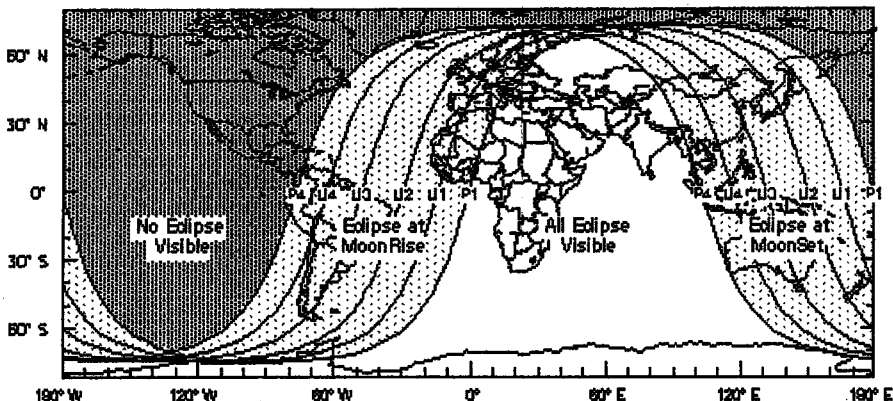 60° N
30° N
0° P4 U4 U3 U2 U1 P1 P4 U4 U3 U2 U1 P1
No Eclipse
Visible
Eclipse at
MoonRise
All Eclipse
Visible
Eclipse at
MoonSet
30° S
60° S
180° W 120° W 60° W 0° 60° E 120° E 180° E